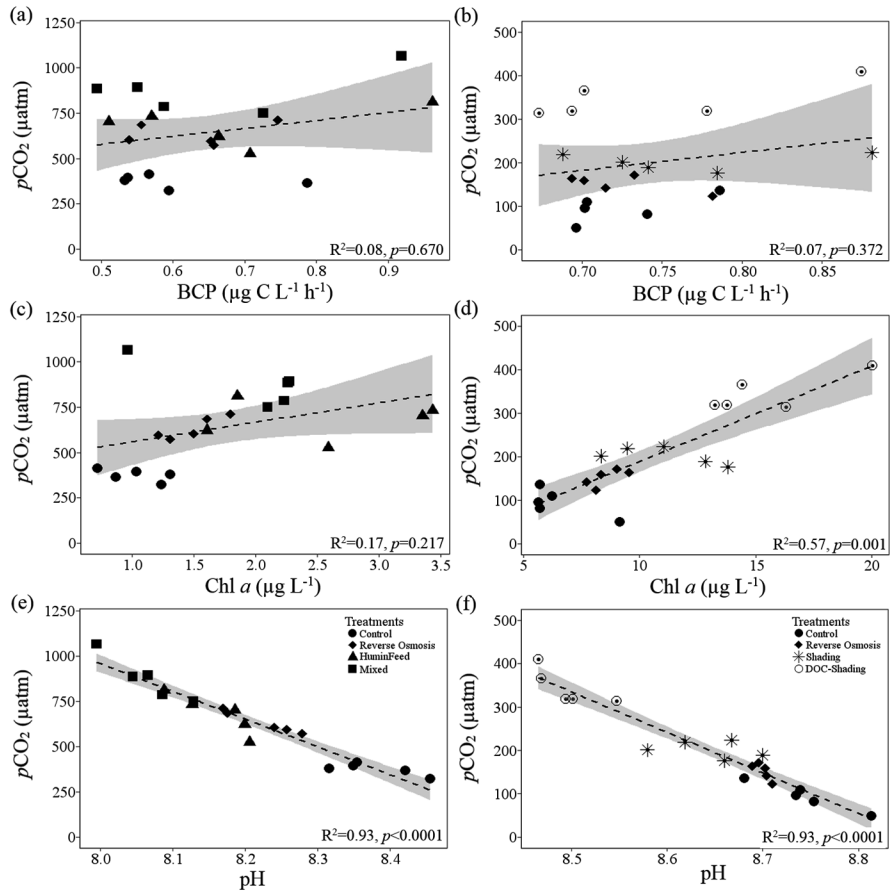 (a)
1250
1000
750
500
250
0
pCO2 (µatm)
0.5 0.6 0.7 0.8 0.9
BCP (µg C L-1 h-1)
R2=0.08, p=0.670
(b)
500
400
300
200
100
0
pCO2 (µatm)
0.70 0.75 0.80 0.85
BCP (µg C L-1 h-1)
R2=0.07, p=0.372
(c)
1250
1000
750
500
250
0
pCO2 (µatm)
1.0 1.5 2.0 2.5 3.0 3.5
Chl a (µg L-1)
R2=0.17, p=0.217
(d)
500
400
300
200
100
0
pCO2 (µatm)
5 10 15 20
Chl a (µg L-1)
R2=0.57, p=0.001
(e)
1250
1000
750
500
250
0
pCO2 (µatm)
Treatments
Control
Reverse Osmosis
HuminFeed
Mixed
R2=0.93, p<0.0001
8.0 8.1 8.2 8.3 8.4
pH
(f)
500
400
300
200
100
0
pCO2 (µatm)
Treatments
Control
Reverse Osmosis
Shading
DOC-Shading
R2=0.93, p<0.0001
8.5 8.6 8.7 8.8
pH